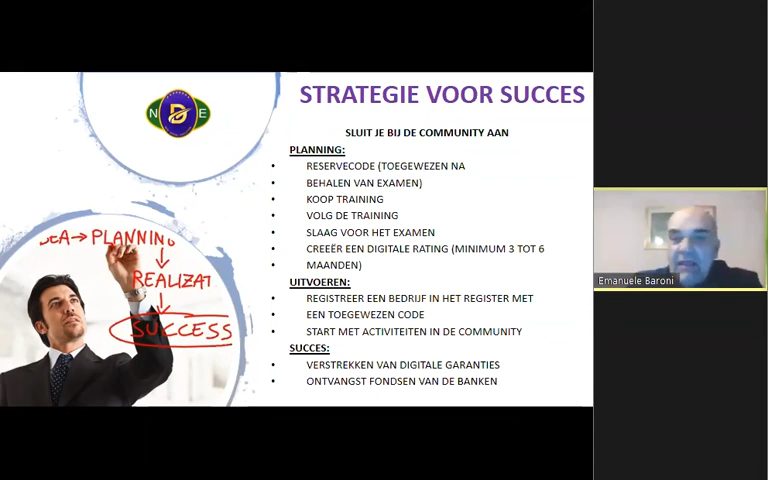 N D E
STRATEGIE VOOR SUCCES
SLUIT JE BIJ DE COMMUNITY AAN
PLANNING:
• RESERVECODE (TOEGEWEZEN NA
• BEHALEN VAN EXAMEN)
• KOOP TRAINING
• VOLG DE TRAINING
• SLAAG VOOR HET EXAMEN
• CREEËR EEN DIGITALE RATING (MINIMUM 3 TOT 6
• MAANDEN)
UITVOEREN:
• REGISTREER EEN BEDRIJF IN HET REGISTER MET
• EEN TOEGEWEZEN CODE
• START MET ACTIVITEITEN IN DE COMMUNITY
SUCCES:
• VERSTREKKEN VAN DIGITALE GARANTIES
• ONTVANGST FONDSEN VAN DE BANKEN
DEA→PLANNING
REALIZAT
SUCCESS
Emanuele Baroni